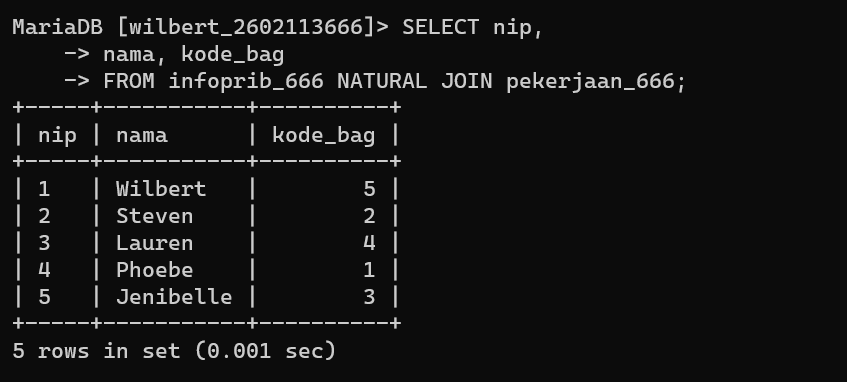 MariaDB [wilbert_2602113666]> SELECT nip,
    -> nama, kode_bag
    -> FROM infoprib_666 NATURAL JOIN pekerjaan_666;
+-----+-----------+----------+
| nip | nama      | kode_bag |
+-----+-----------+----------+
| 1   | Wilbert   |        5 |
| 2   | Steven    |        2 |
| 3   | Lauren    |        4 |
| 4   | Phoebe    |        1 |
| 5   | Jenibelle |        3 |
+-----+-----------+----------+
5 rows in set (0.001 sec)